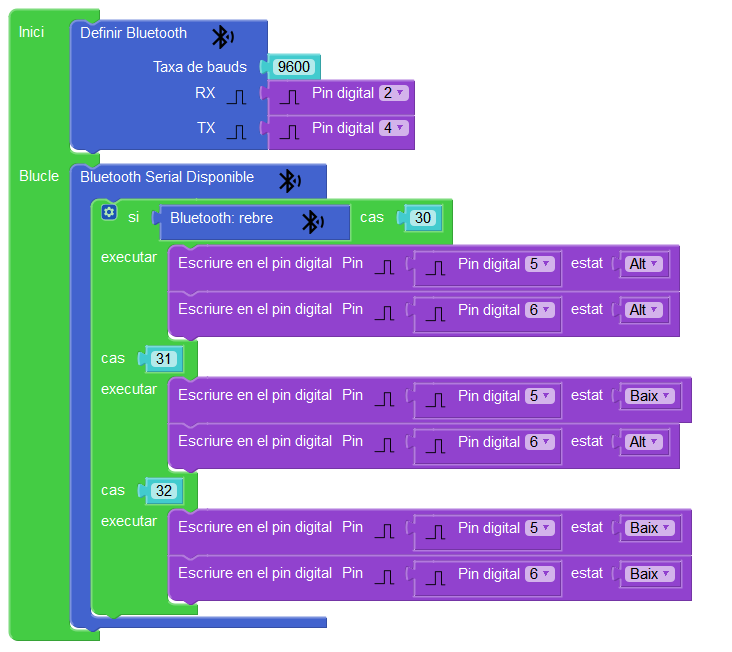 Inici
Definir Bluetooth
Taxa de bauds 9600
RX Pin digital 2
TX Pin digital 4
Blucle
Bluetooth Serial Disponible
si Bluetooth: rebre cas 30
executar Escriure en el pin digital Pin Pin digital 5 estat Alt
Escriure en el pin digital Pin Pin digital 6 estat Alt
cas 31
executar Escriure en el pin digital Pin Pin digital 5 estat Baix
Escriure en el pin digital Pin Pin digital 6 estat Alt
cas 32
executar Escriure en el pin digital Pin Pin digital 5 estat Baix
Escriure en el pin digital Pin Pin digital 6 estat Baix